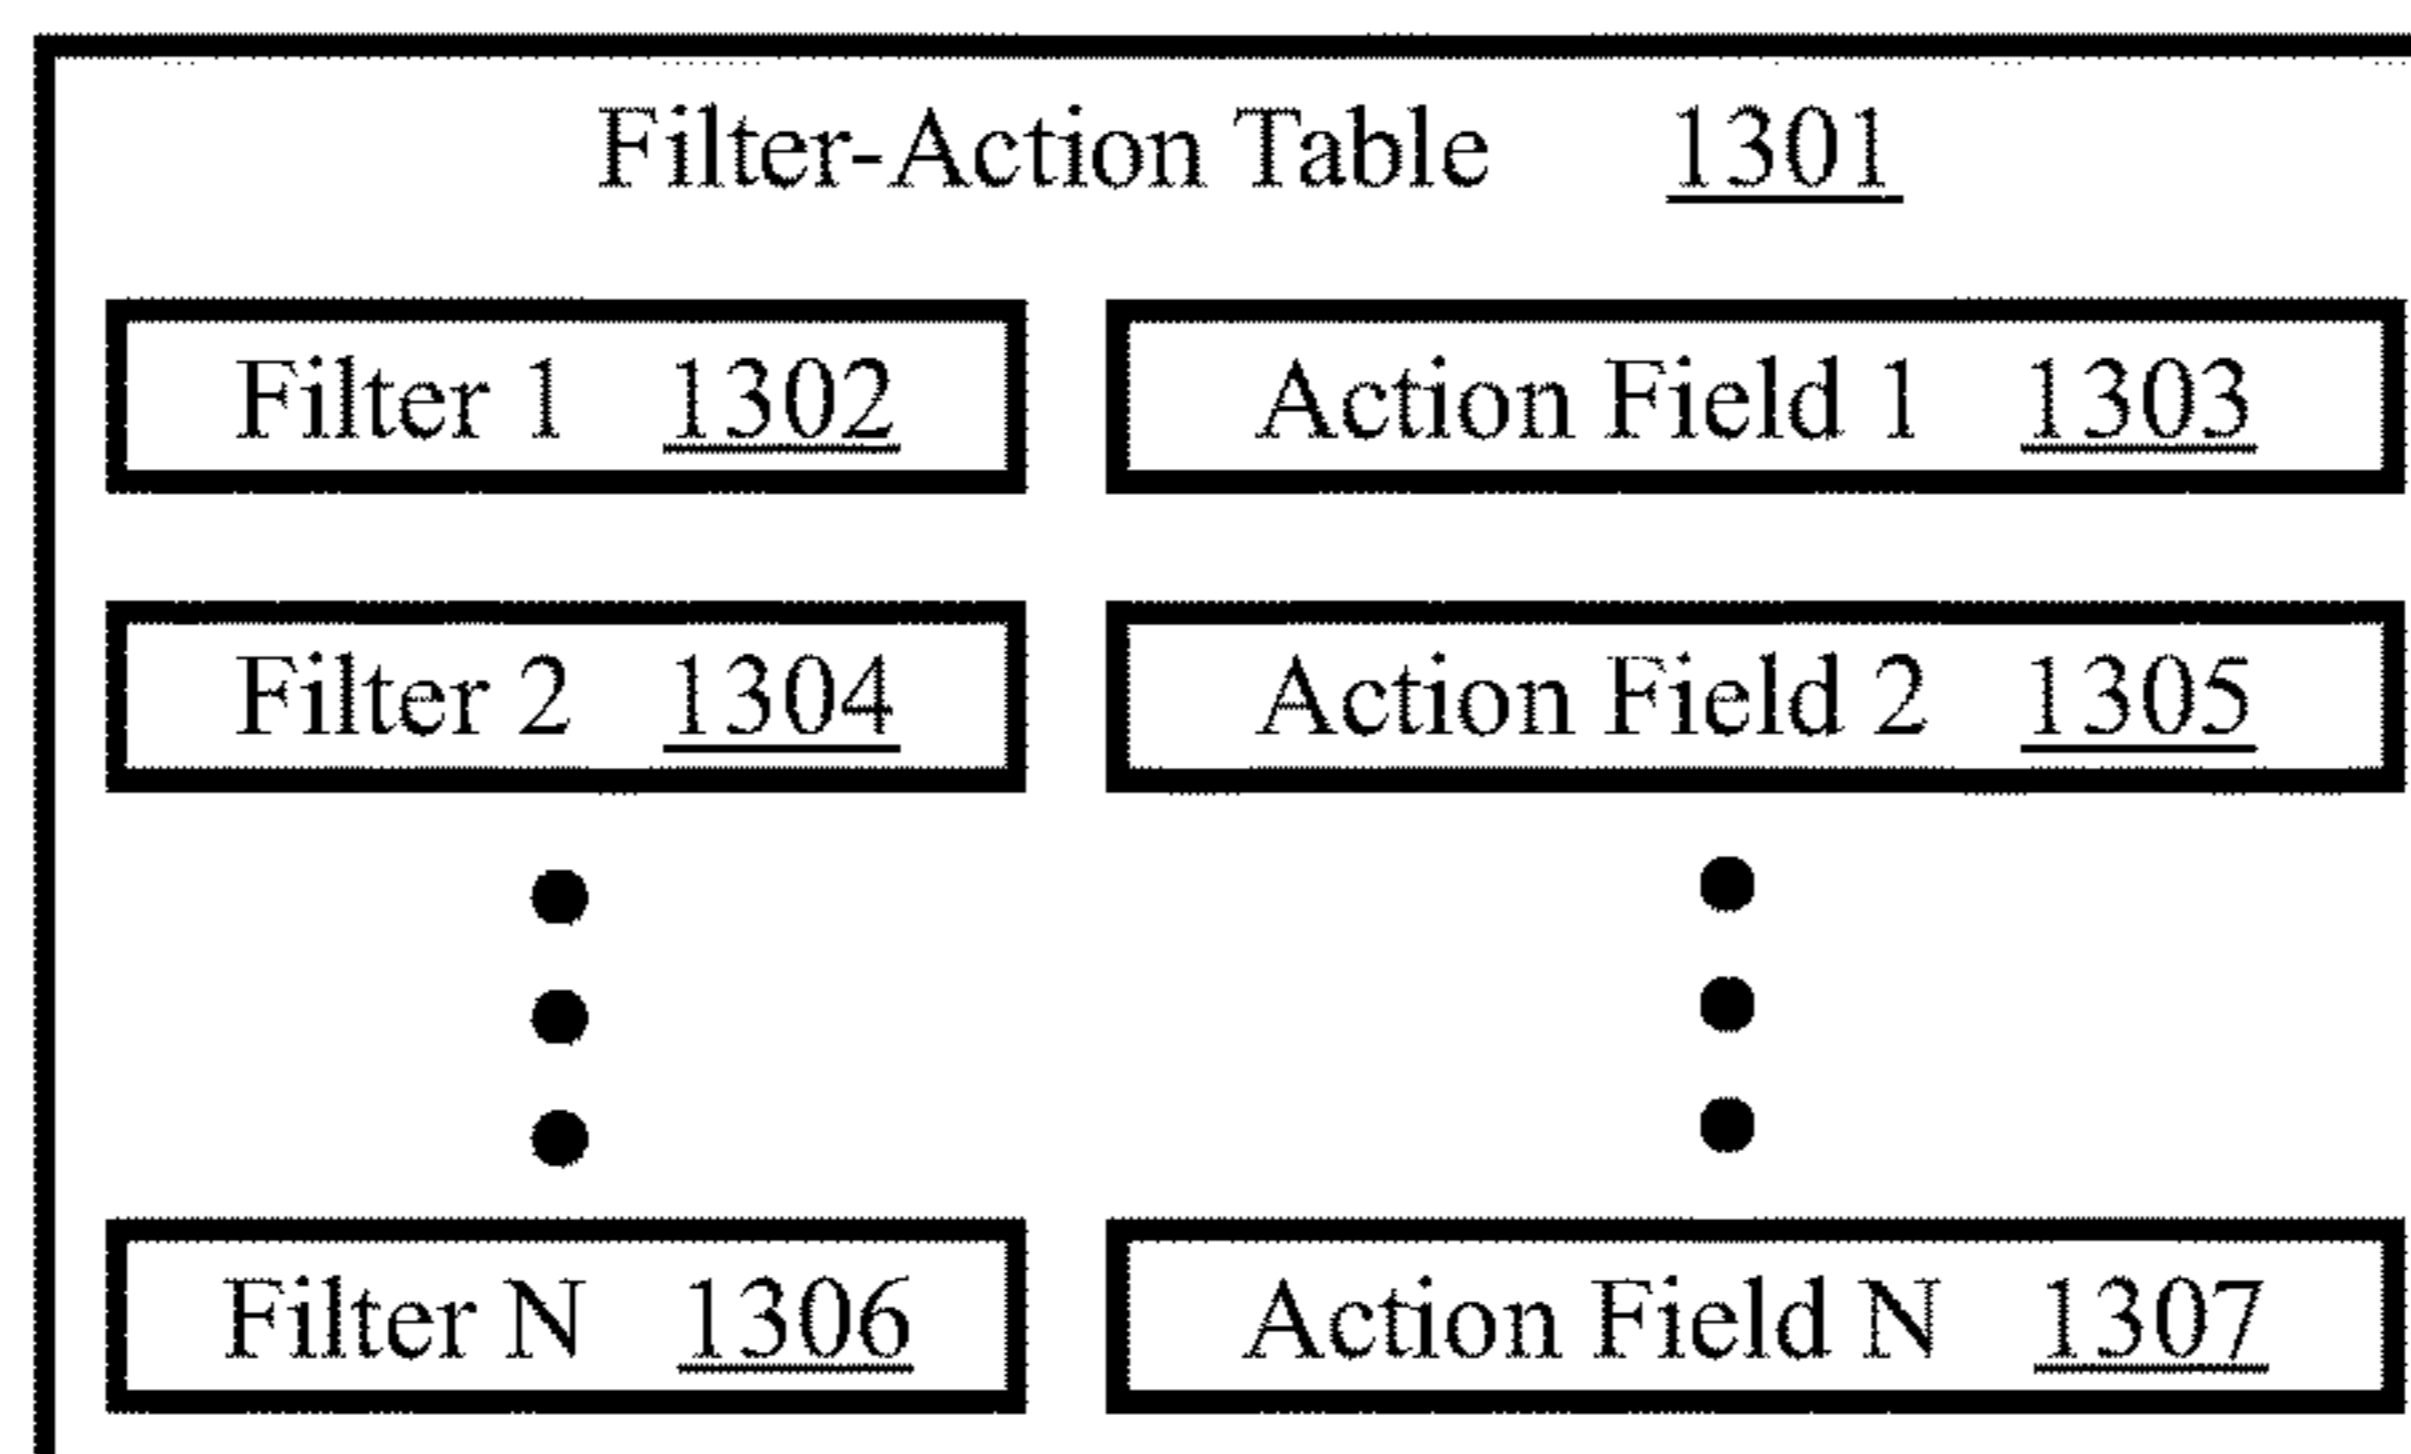 Filter-Action Table 1301
Filter 1 1302 Action Field 1 1303
Filter 2 1304 Action Field 2 1305
Filter N 1306 Action Field N 1307